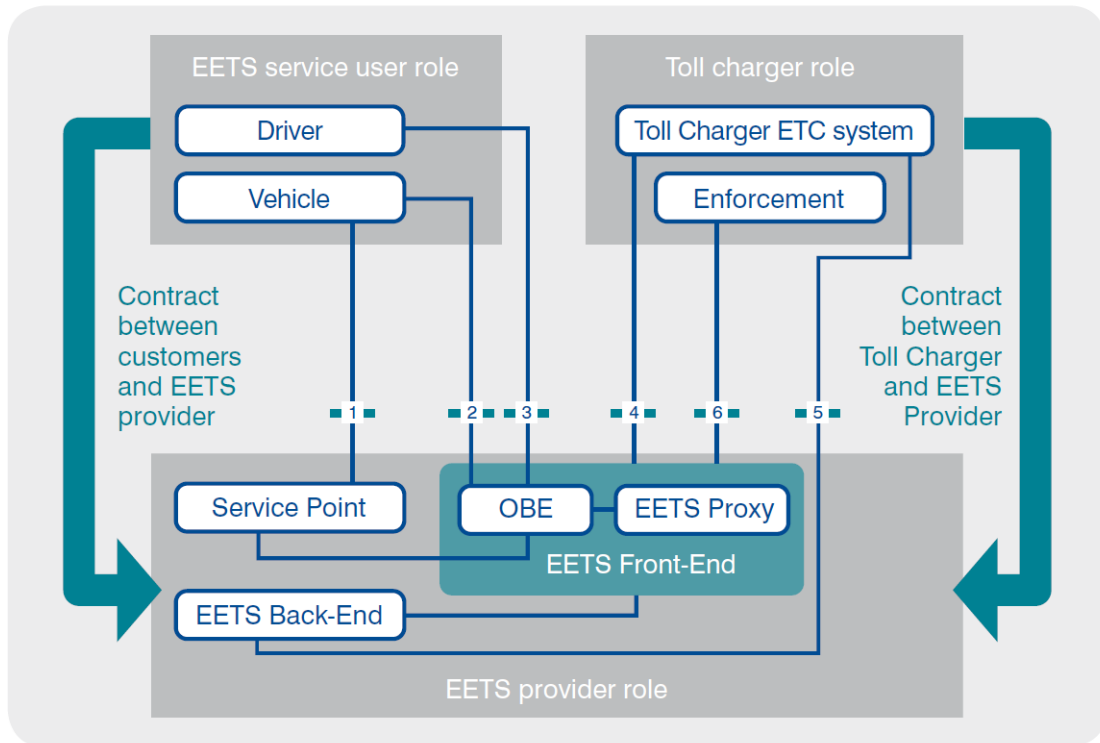 EETS service user role
Toll charger role
Driver
Toll Charger ETC system
Vehicle
Enforcement
Contract
between
customers
and EETS
provider
Contract
between
Toll Charger
and EETS
Provider
1
2
3
4
6
5
Service Point
OBE
EETS Proxy
EETS Front-End
EETS Back-End
EETS provider role